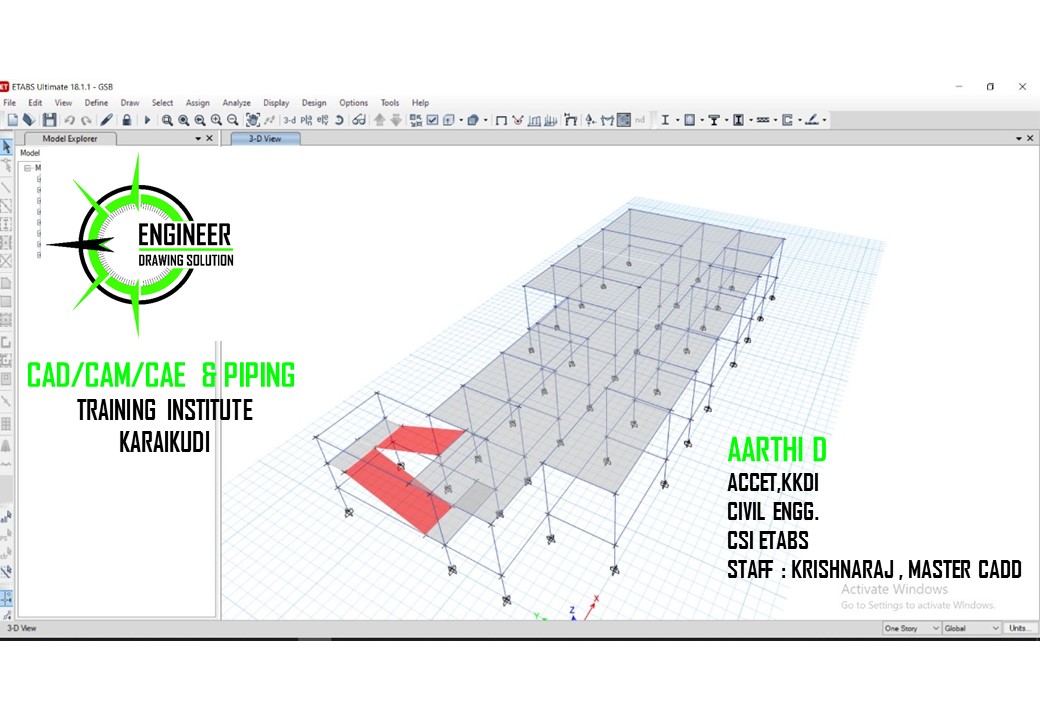 ETABS Ultimate 18.1.1 - GSB
File Edit View Define Draw Select Assign Analyze Display Design Options Tools Help
3-d
nd
Model Explorer
3-D View
Model
ENGINEER
DRAWING SOLUTION
CAD/CAM/CAE & PIPING
TRAINING INSTITUTE
KARAIKUDI
AARTHI D
ACCET,KKDI
CIVIL ENGG.
CSI ETABS
STAFF : KRISHNARAJ , MASTER CADD
Activate Windows
Go to Settings to activate Windows.
X
Y
Z
3-D View
One Story
Global
Units...